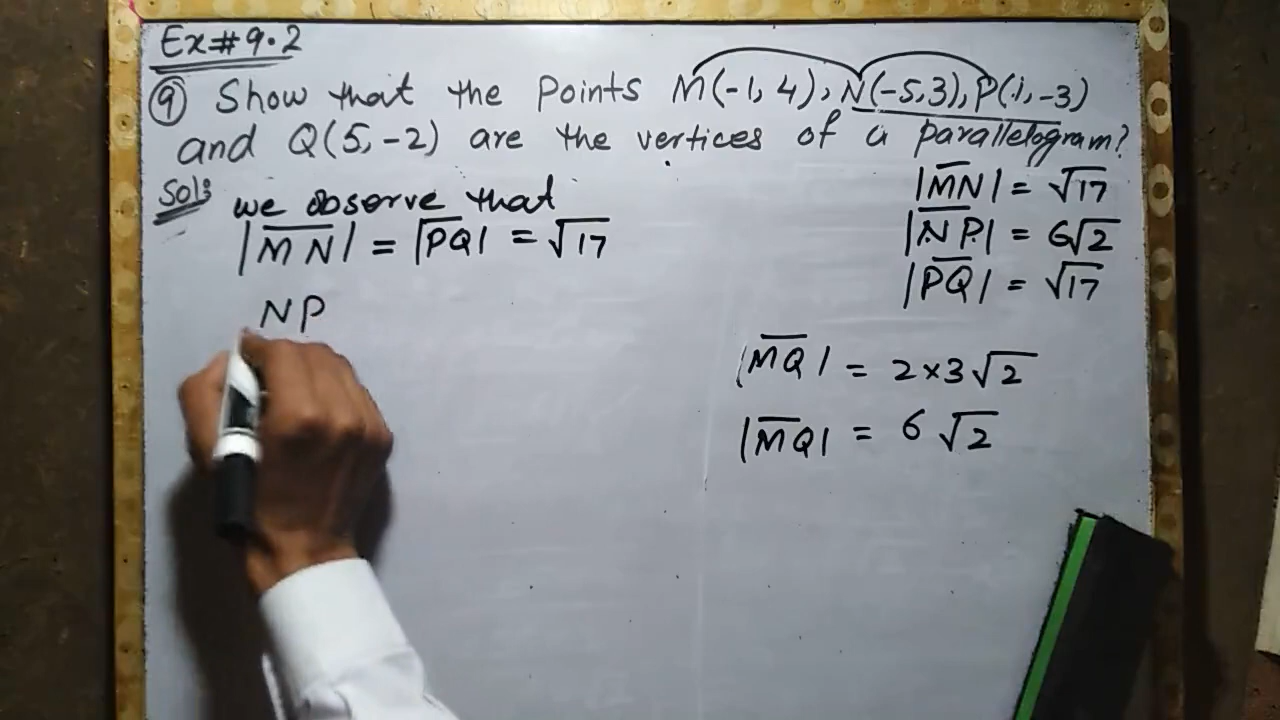 Ex#9.2
⑨ Show that the points M(-1, 4), N(-5,3), P(1, -3)
and Q(5, -2) are the vertices of a parallelogram?
Sol:
we observe that
|MN| = |PQ| = √17
NP
|MN| = √17
|NP| = 6√2
|PQ| = √17
|MQ| = 2×3√2
|MQ| = 6√2